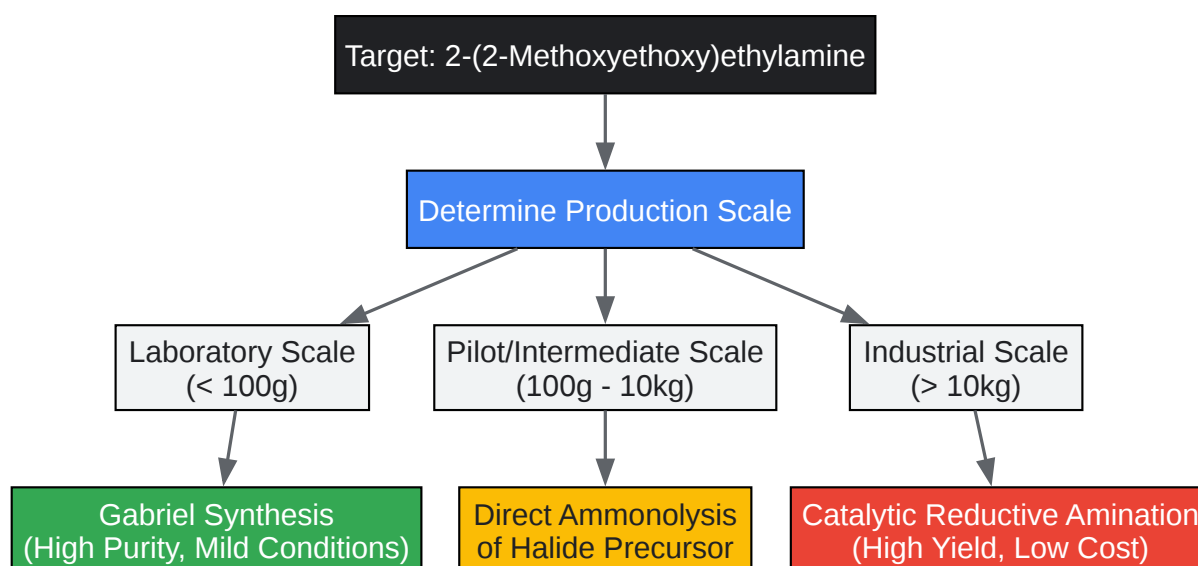 Target: 2-(2-Methoxyethoxy)ethylamine
Determine Production Scale
Laboratory Scale
(< 100g)
Pilot/Intermediate Scale
(100g - 10kg)
Industrial Scale
(> 10kg)
Gabriel Synthesis
(High Purity, Mild Conditions)
Direct Ammonolysis
of Halide Precursor
Catalytic Reductive Amination
(High Yield, Low Cost)